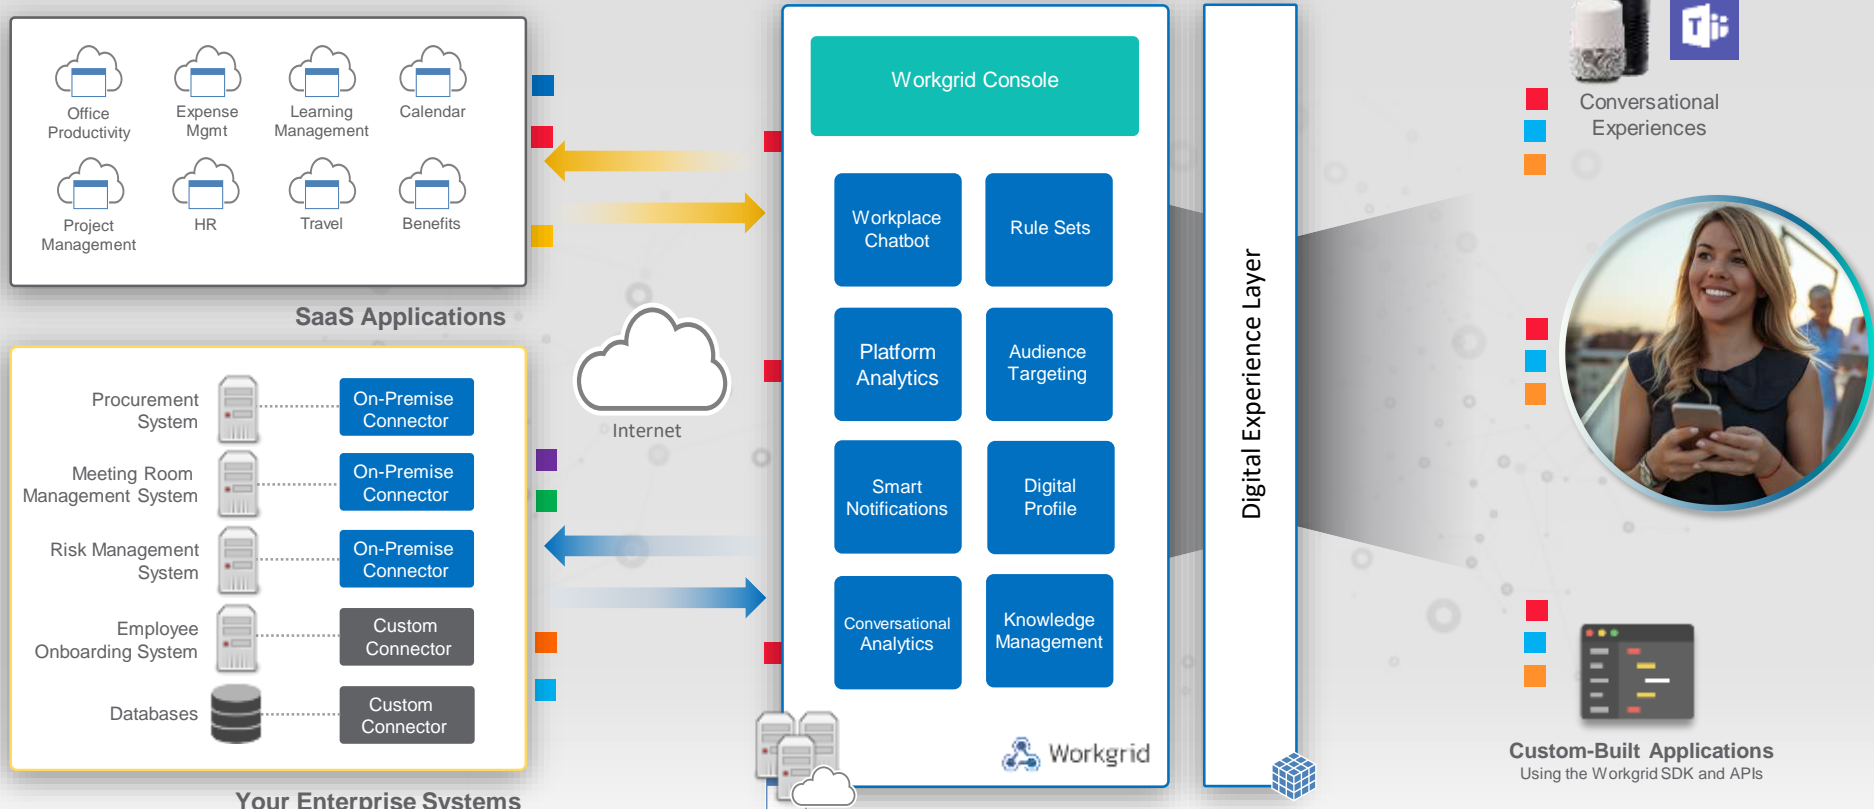 Office
Productivity
Expense
Mgmt
Learning
Management
Calendar
Project
Management
HR
Travel
Benefits
SaaS Applications
Procurement
System
On-Premise
Connector
Meeting Room
Management System
On-Premise
Connector
Risk Management
System
On-Premise
Connector
Employee
Onboarding System
Custom
Connector
Databases
Custom
Connector
Your Enterprise Systems
Internet
Workgrid Console
Workplace
Chatbot
Rule Sets
Platform
Analytics
Audience
Targeting
Smart
Notifications
Digital
Profile
Conversational
Analytics
Knowledge
Management
Workgrid
Digital Experience Layer
T
Conversational
Experiences
Custom-Built Applications
Using the Workgrid SDK and APIs